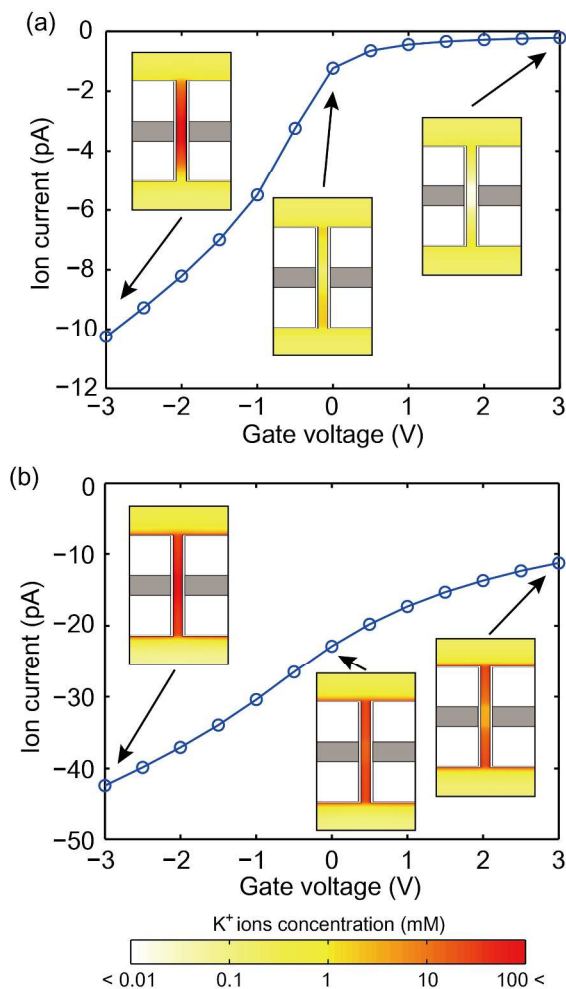 (a)
0
−2
−4
−6
−8
−10
−12
Ion current (pA)
−3 −2 −1 0 1 2 3
Gate voltage (V)
(b)
0
−10
−20
−30
−40
−50
Ion current (pA)
−3 −2 −1 0 1 2 3
Gate voltage (V)
K⁺ ions concentration (mM)
< 0.01 0.1 1 10 100 <